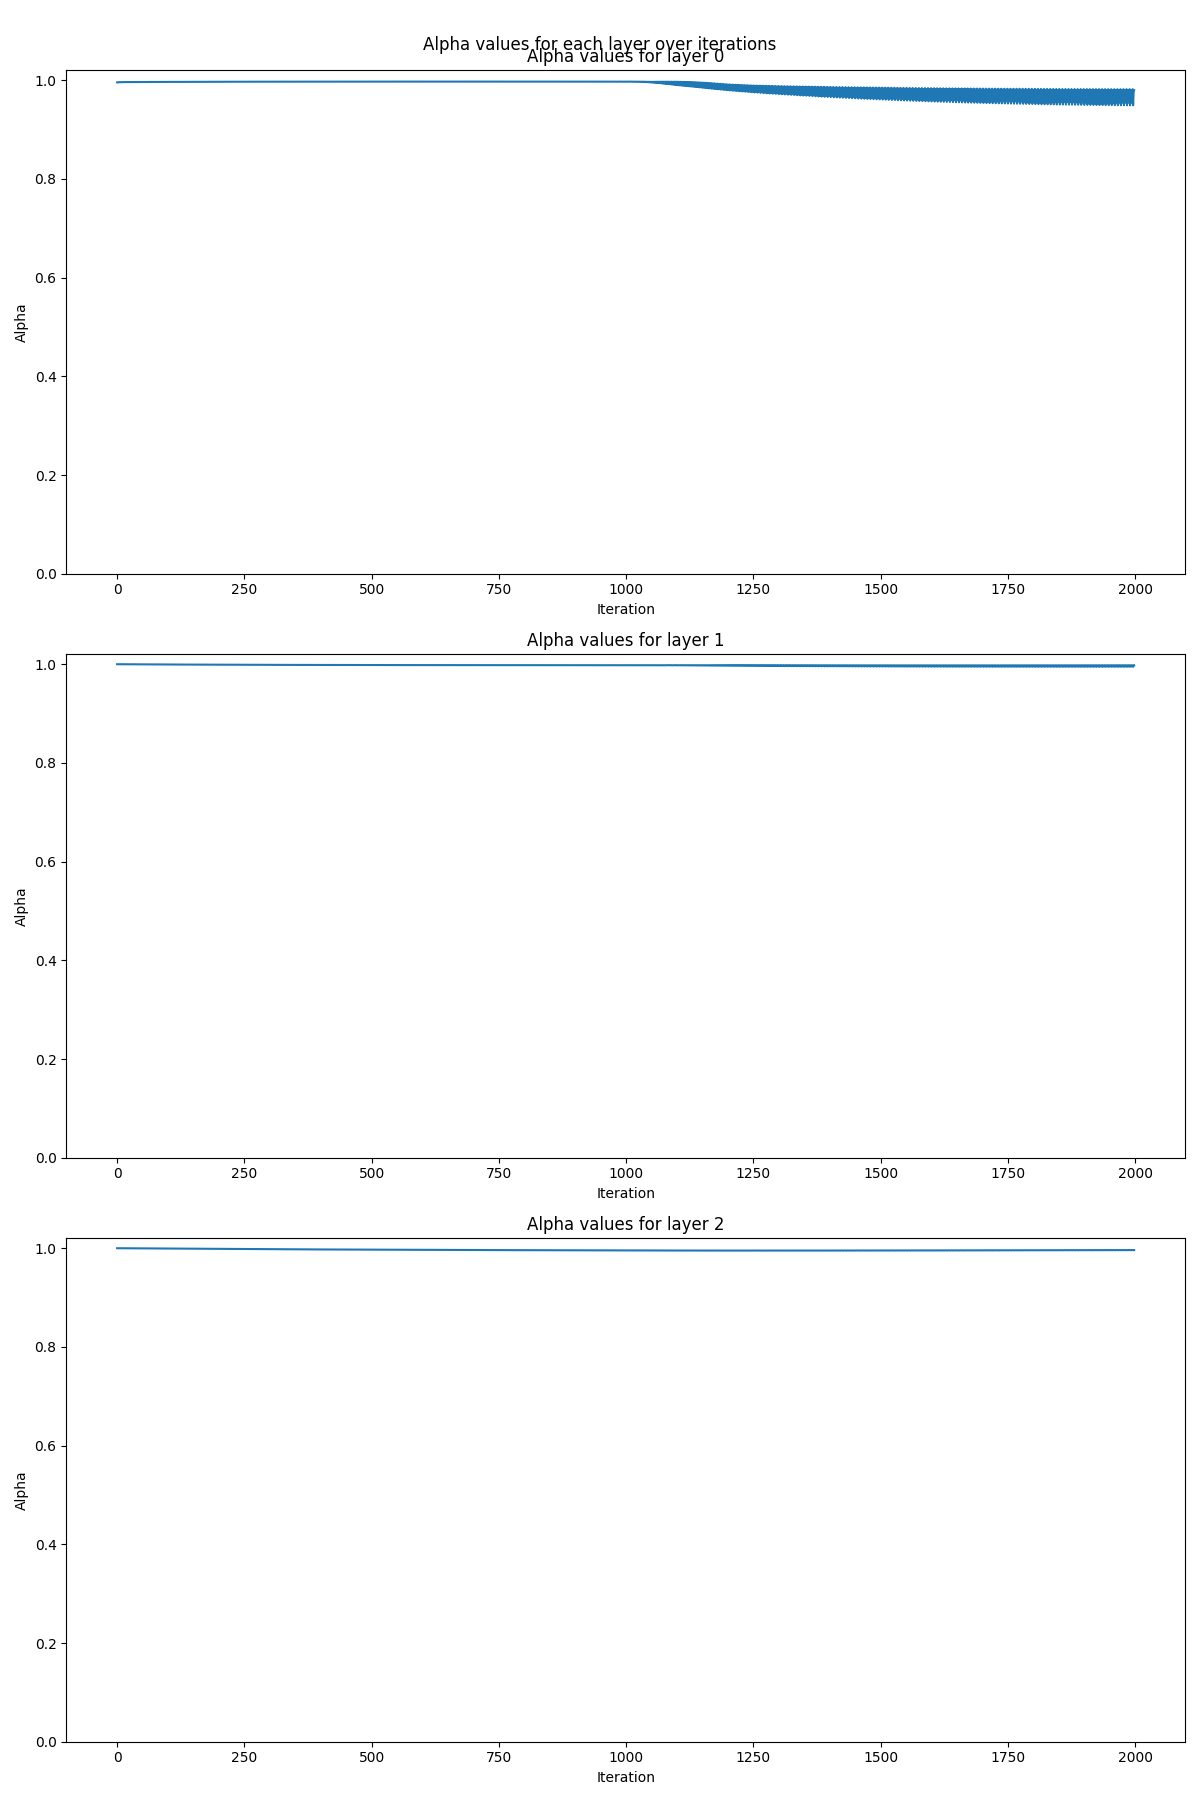 Alpha values for each layer over iterations
Alpha values for layer 0
1.0
0.8
0.6
0.4
0.2
0.0
Alpha
0 250 500 750 1000 1250 1500 1750 2000
Iteration
Alpha values for layer 1
1.0
0.8
0.6
0.4
0.2
0.0
Alpha
0 250 500 750 1000 1250 1500 1750 2000
Iteration
Alpha values for layer 2
1.0
0.8
0.6
0.4
0.2
0.0
Alpha
0 250 500 750 1000 1250 1500 1750 2000
Iteration